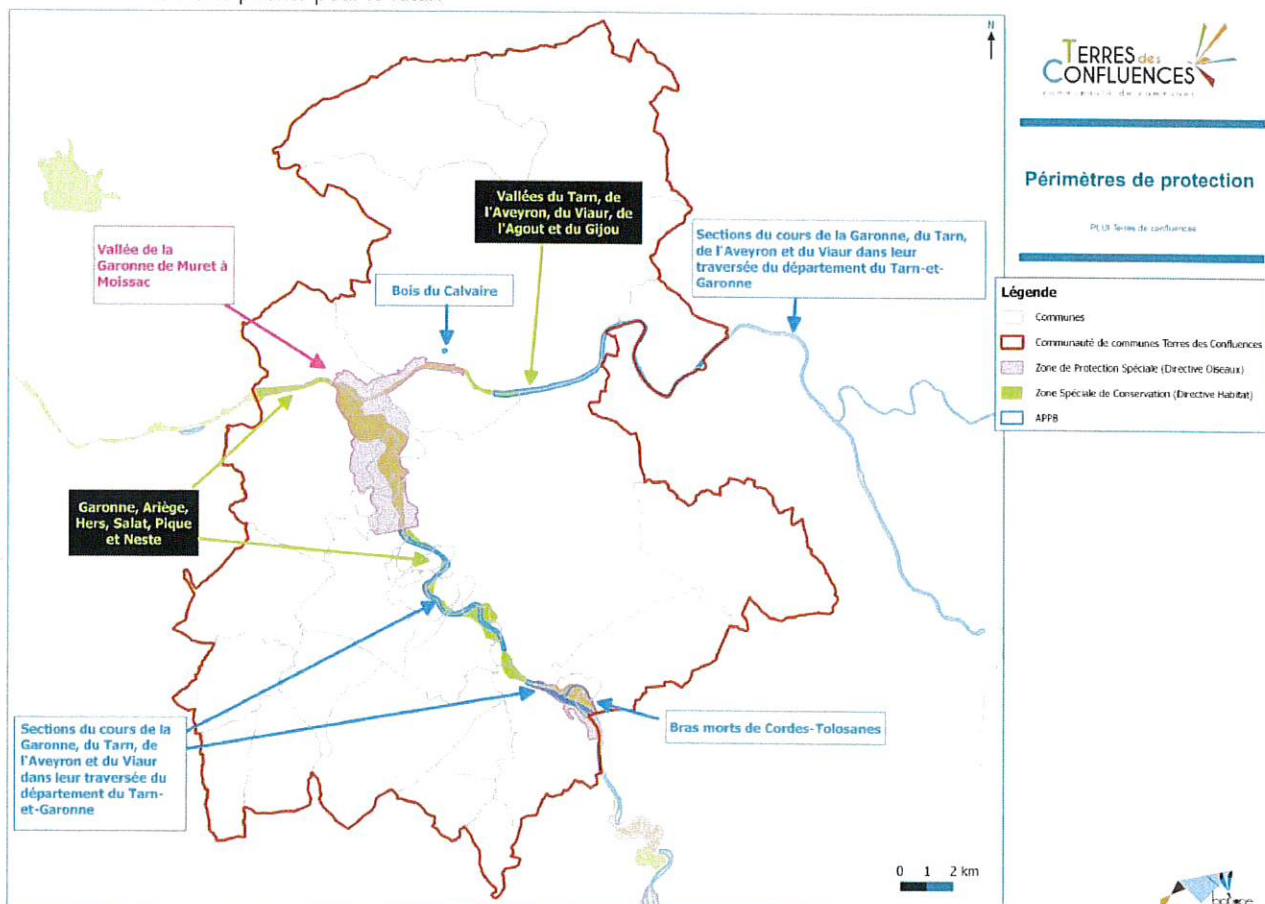 N
TERRES des
CONFLUENCES
communauté de communes
Périmètres de protection
PLUi Terres de confluences
Vallées du Tarn, de
l'Aveyron, du Viaur, de
l'Agout et du Gijou
Sections du cours de la Garonne, du Tarn,
de l'Aveyron et du Viaur dans leur
traversée du département du Tarn-et-
Garonne
Vallée de la
Garonne de Muret à
Moissac
Bois du Calvaire
Légende
Communes
Communauté de communes Terres des Confluences
Zone de Protection Spéciale (Directive Oiseaux)
Zone Spéciale de Conservation (Directive Habitat)
APPB
Garonne, Ariège,
Hers, Salat, Pique
et Neste
Sections du cours de la
Garonne, du Tarn, de
l'Aveyron et du Viaur
dans leur traversée du
département du Tarn-
et-Garonne
Bras morts de Cordes-Tolosanes
0 1 2 km